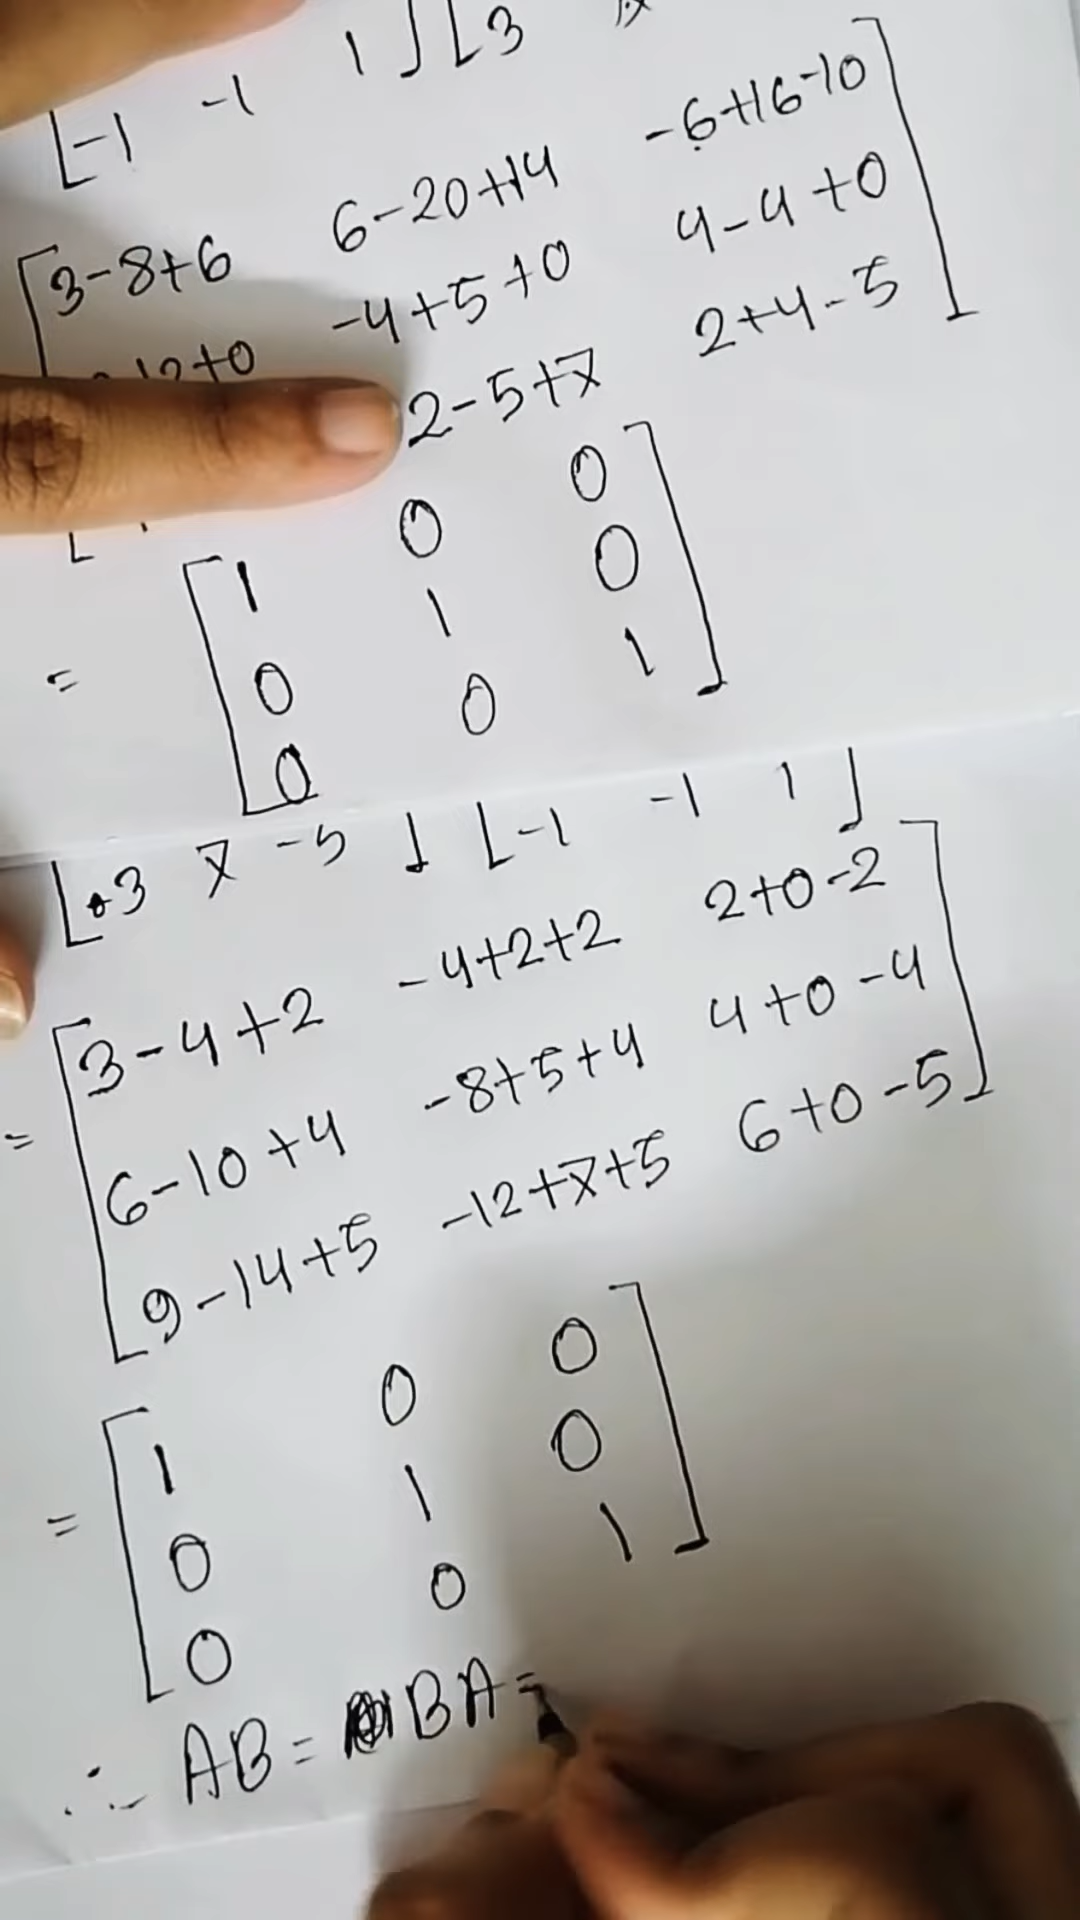 [-1 -1 1][3
[3-8+6 6-20+14 -6+16-10]
12+0 -4+5+0 4-4+0
2-5+7 2+4-5
= [1 0 0]
0 1 0
0 0 1
[3 7 -5][-1 -1 1]
= [3-4+2 -4+2+2 2+0-2]
6-10+4 -8+5+4 4+0-4
9-14+5 -12+7+5 6+0-5
= [1 0 0]
0 1 0
0 0 1
∴ AB = BA =